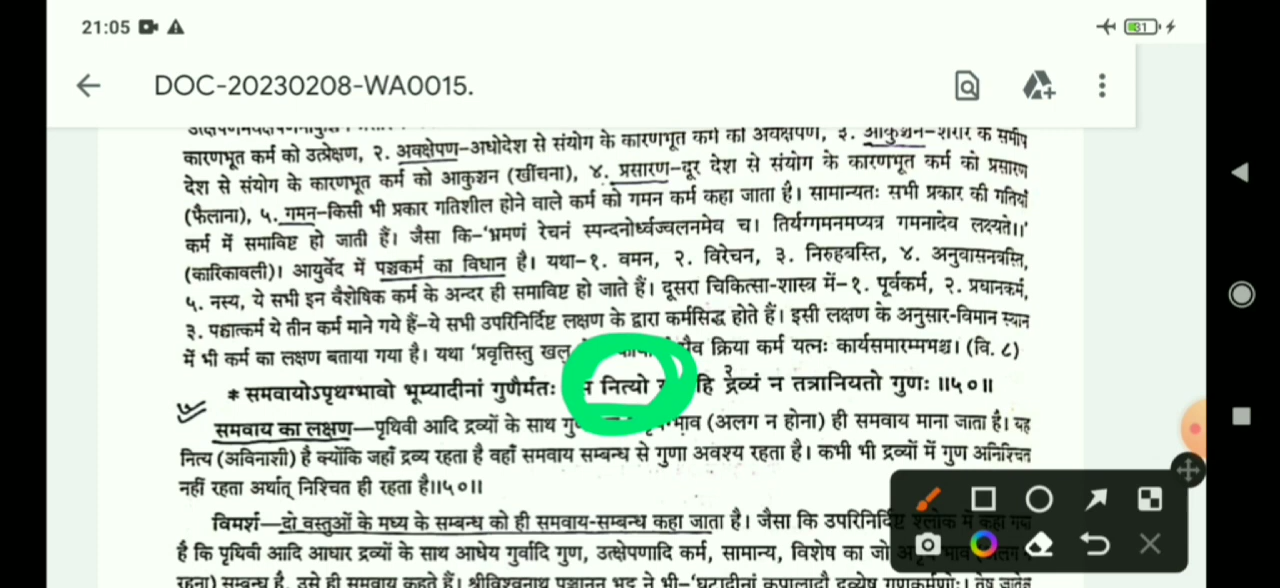 21:05
31
DOC-20230208-WA0015.
कारणभूत कर्म को उत्प्रेक्षण, २. अवक्षेपण–अधोदेश से संयोग के कारणभूत कर्म को अवक्षेपण, ३. आकुञ्चन–शरीर के समीप
देश से संयोग के कारणभूत कर्म को आकुञ्चन (खींचना), ४. प्रसारण–दूर देश से संयोग के कारणभूत कर्म को प्रसारण
(फैलाना), ५. गमन–किसी भी प्रकार गतिशील होने वाले कर्म को गमन कर्म कहा जाता है। सामान्यतः सभी प्रकार की गतियाँ
कर्म में समाविष्ट हो जाती हैं। जैसा कि–'भ्रमणं रेचनं स्पन्दनोर्ध्वज्वलनमेव च। तिर्यग्गमनमप्यत्र गमनादेव लक्ष्यते।।'
(कारिकावली)। आयुर्वेद में पञ्चकर्म का विधान है। यथा–१. वमन, २. विरेचन, ३. निरुहबस्ति, ४. अनुवासनवस्ति,
५. नस्य, ये सभी इन वैशेषिक कर्म के अन्दर ही समाविष्ट हो जाते हैं। दूसरा चिकित्सा-शास्त्र में–१. पूर्वकर्म, २. प्रधानकर्म,
३. पश्चात्कर्म ये तीन कर्म माने गये हैं–ये सभी उपरिनिर्दिष्ट लक्षण के द्वारा कर्मसिद्ध होते हैं। इसी लक्षण के अनुसार-विमान स्थान
में भी कर्म का लक्षण बताया गया है। यथा 'प्रवृत्तिस्तु खलु क्रिया कर्म यत्नः कार्यसमारम्भश्च। (वि. ८)
* समवायोऽपृथग्भावो भूम्यादीनां गुणैर्मतः नित्यो हि द्रव्यं न तत्रानियतो गुणः ॥५०॥
समवाय का लक्षण—पृथिवी आदि द्रव्यों के साथ (अलग न होना) ही समवाय माना जाता है। यह
नित्य (अविनाशी) है क्योंकि जहाँ द्रव्य रहता है वहाँ समवाय सम्बन्ध से गुणा अवश्य रहता है। कभी भी द्रव्यों में गुण अनिश्चित
नहीं रहता अर्थात् निश्चित ही रहता है॥५०॥
विमर्श—दो वस्तुओं के मध्य के सम्बन्ध को ही समवाय-सम्बन्ध कहा जाता है। जैसा कि उपरिनिर्दिष्ट श्लोक में कहा गया
है कि पृथिवी आदि आधार द्रव्यों के साथ आधेय गुर्वादि गुण, उत्क्षेपणादि कर्म, सामान्य, विशेष का जो